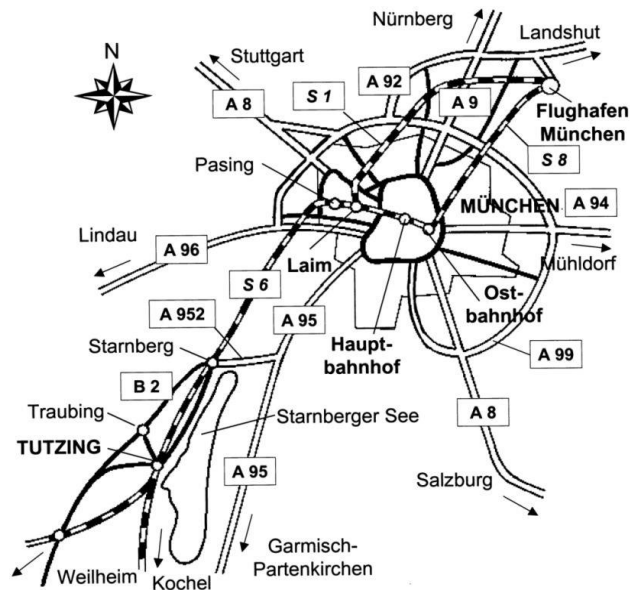 Nürnberg
Landshut
N
Stuttgart
A 92
S 1
A 8
A 9
Flughafen
München
S 8
Pasing
MÜNCHEN
A 94
Lindau
A 96
Laim
Mühldorf
S 6
Ost-
bahnhof
A 952
A 95
Haupt-
bahnhof
A 99
Starnberg
B 2
A 8
Traubing
Starnberger See
TUTZING
A 95
Salzburg
Garmisch-
Partenkirchen
Weilheim
Kochel